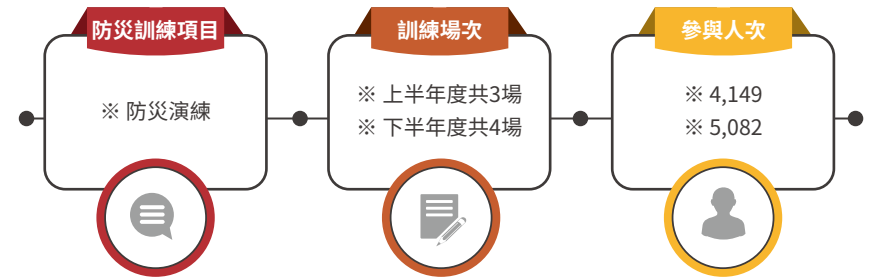 防災訓練項目
※ 防災演練
訓練場次
※ 上半年度共3場
※ 下半年度共4場
參與人次
※ 4,149
※ 5,082